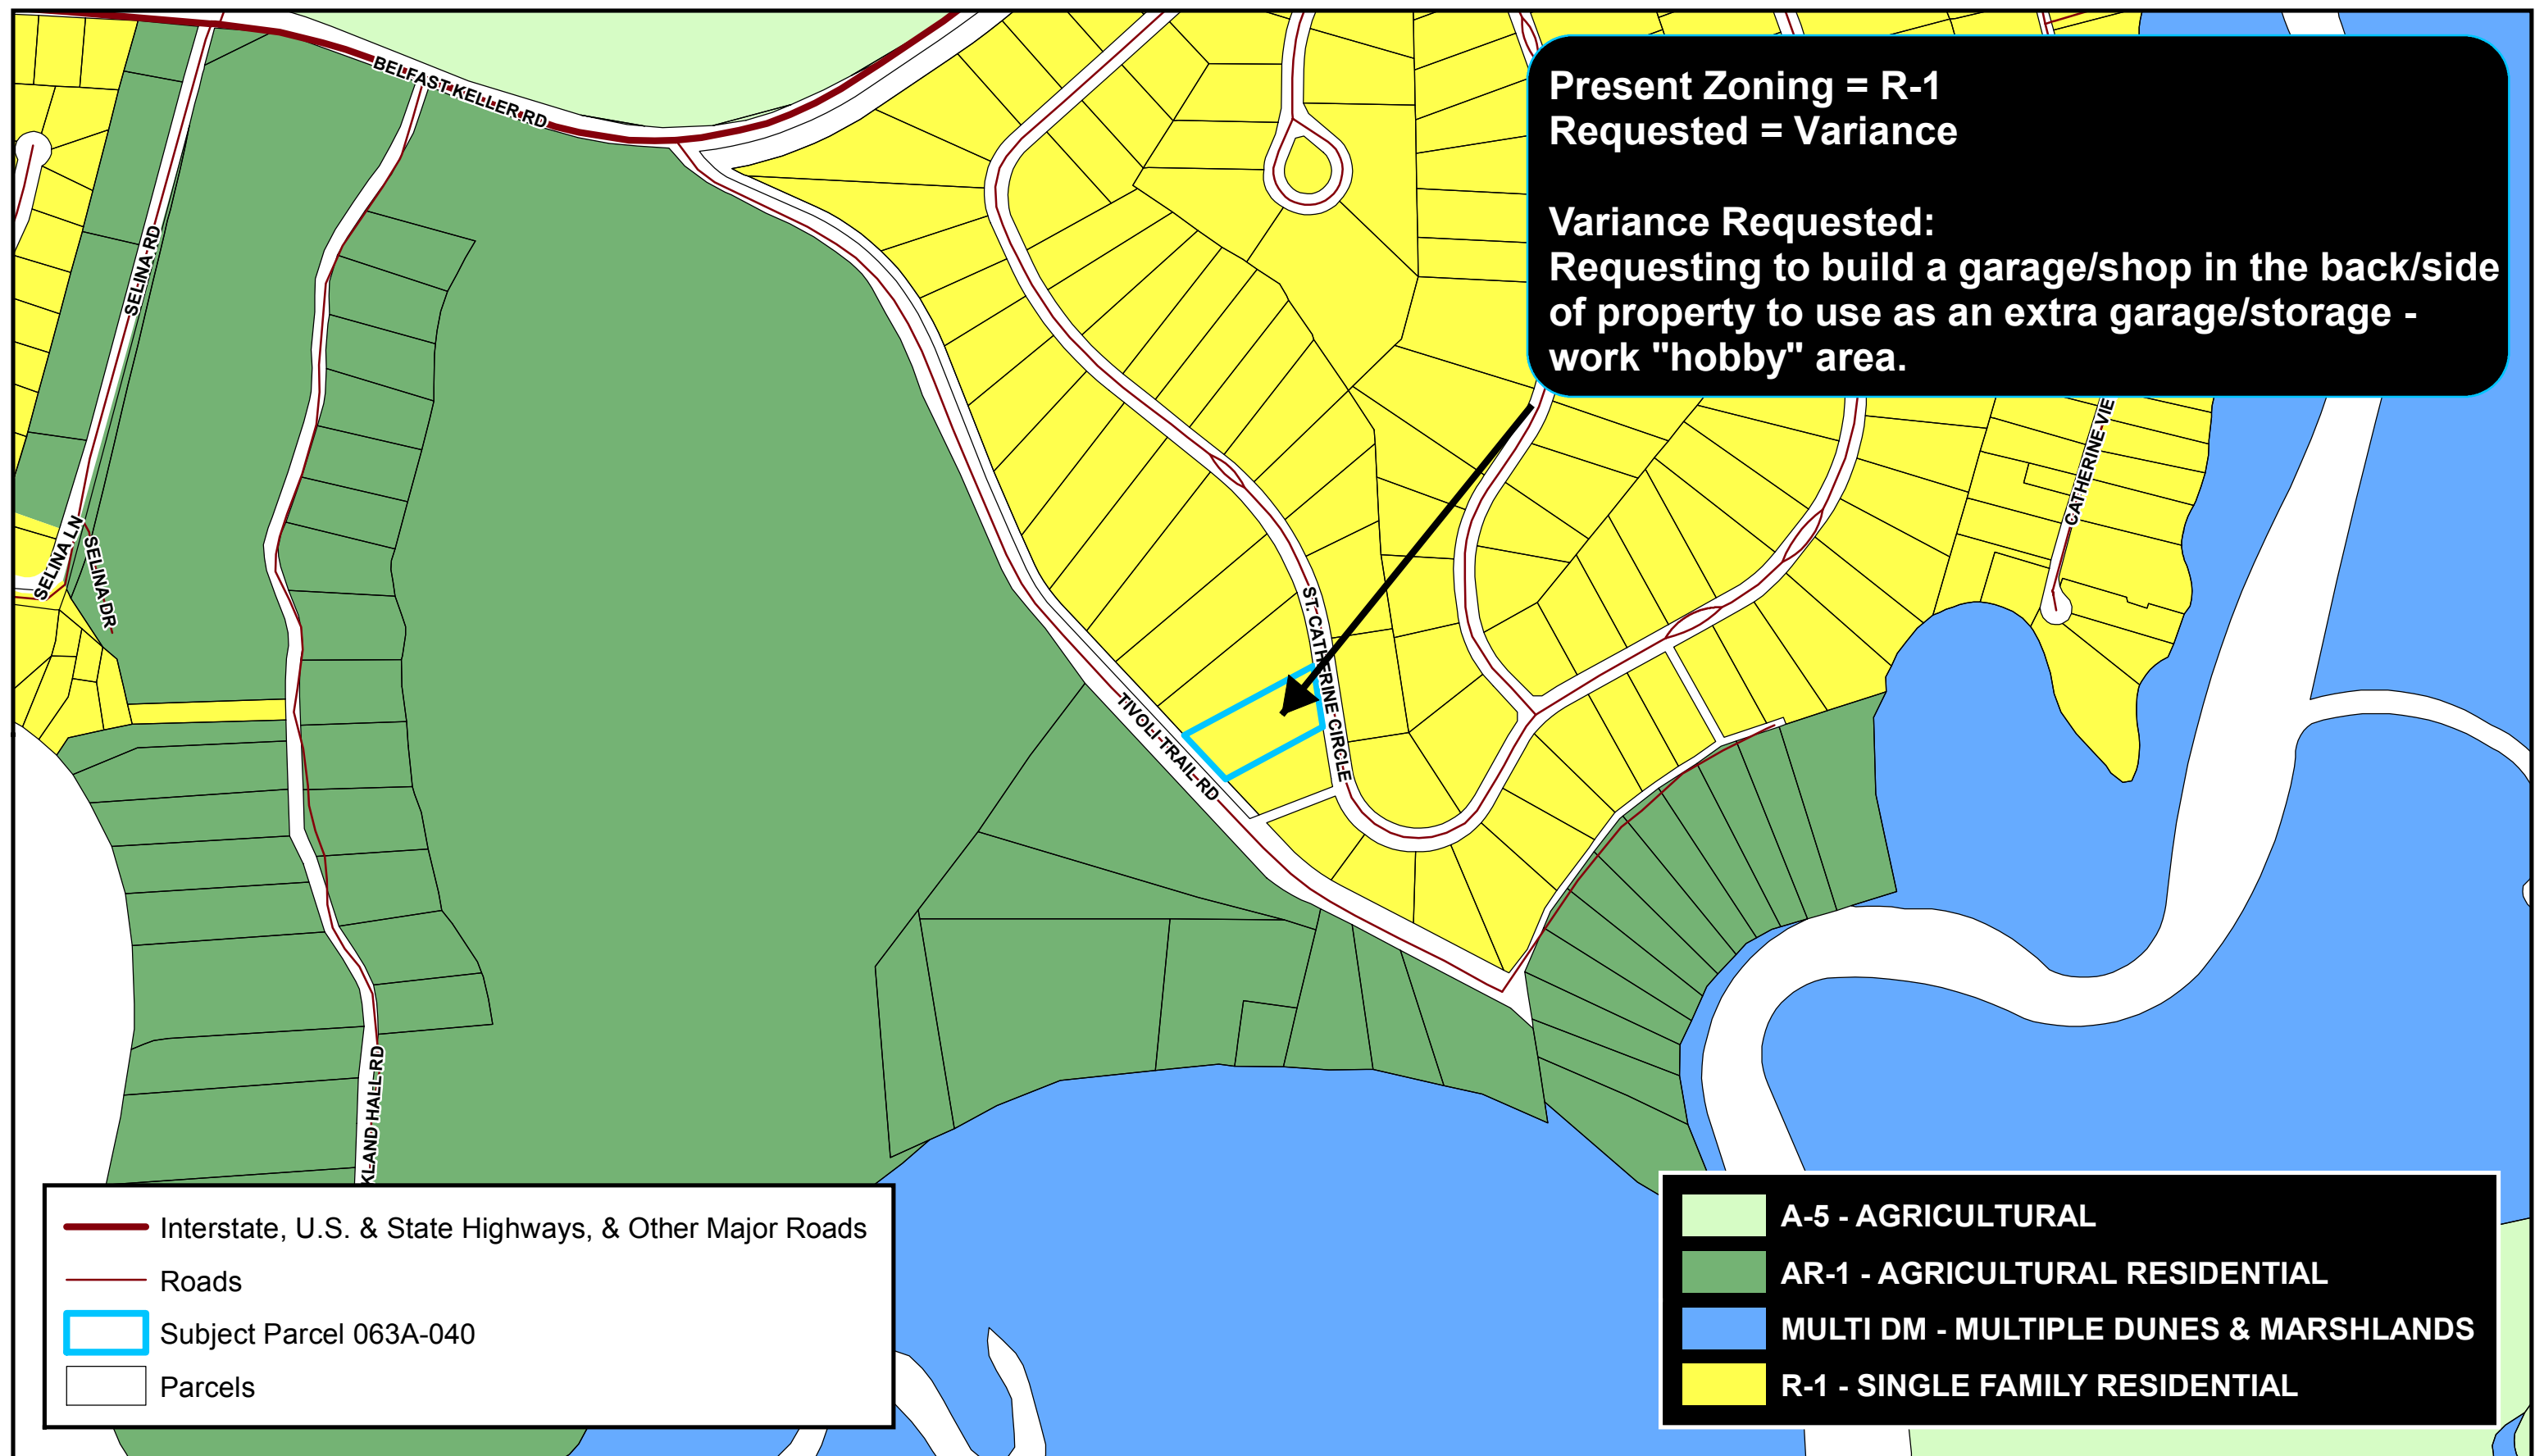 BELFAST KELLER RD
Present Zoning = R-1
Requested = Variance
Variance Requested:
Requesting to build a garage/shop in the back/side
of property to use as an extra garage/storage -
work "hobby" area.
SELINA RD
CATHERINE VIE
SELINA LN
SELINA DR
ST. CATHERINE CIRCLE
TIVOLI TRAIL RD
KLAND HALL RD
Interstate, U.S. & State Highways, & Other Major Roads
Roads
Subject Parcel 063A-040
Parcels
A-5 - AGRICULTURAL
AR-1 - AGRICULTURAL RESIDENTIAL
MULTI DM - MULTIPLE DUNES & MARSHLANDS
R-1 - SINGLE FAMILY RESIDENTIAL